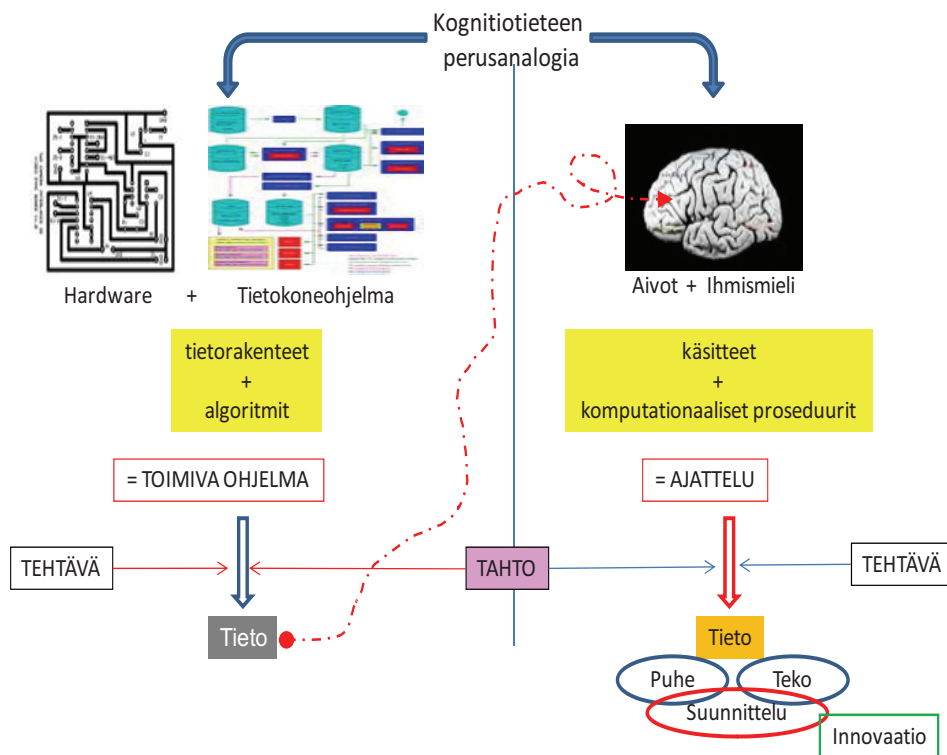 Kognitiotieteen
perusanalogia
Hardware + Tietokoneohjelma
Aivot + Ihmismieli
tietorakenteet
+
algoritmit
käsitteet
+
komputationaaliset proseduurit
= TOIMIVA OHJELMA
= AJATTELU
TEHTÄVÄ
TAHTO
TEHTÄVÄ
Tieto
Tieto
Puhe
Teko
Suunnittelu
Innovaatio